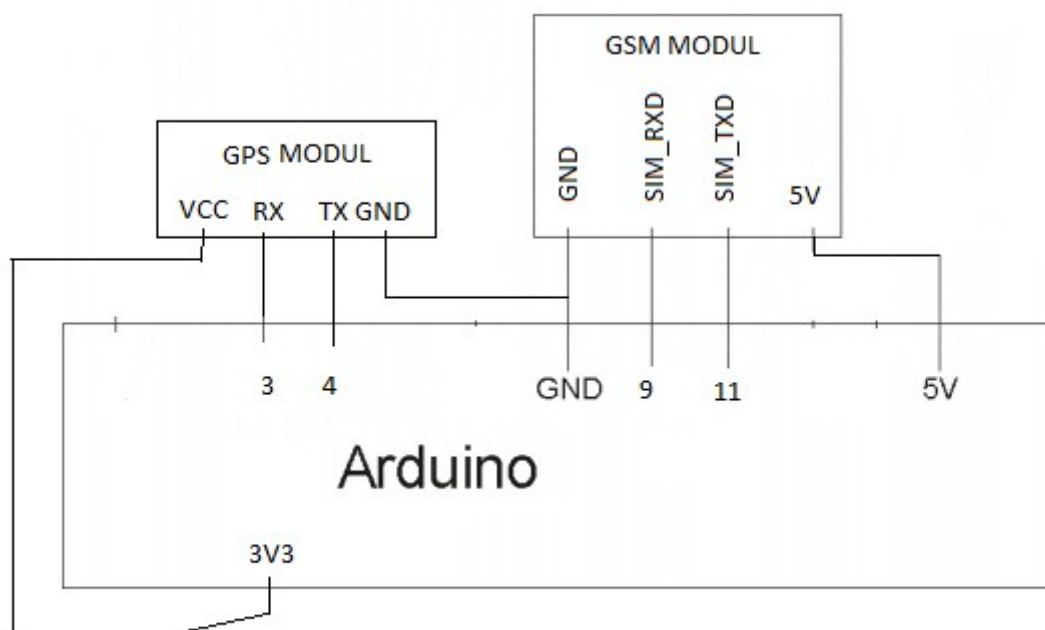 GSM MODUL
GND
SIM_RXD
SIM_TXD
5V
GPS MODUL
VCC RX TX GND
3 4 GND 9 11 5V
Arduino
3V3